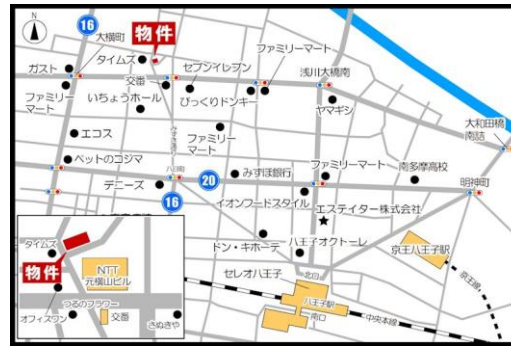 N
16
大横町
物件
タイムズ
ファミリーマート
ガスト
セブンイレブン
浅川大橋南
交番
ファミリー
マート
いちょうホール
びっくりドンキー
ヤマギシ
大和田橋
南詰
エコス
ファミリー
マート
ペットのコジマ
八日町
みずほ銀行
ファミリーマート
南多摩高校
デニーズ
20
明神町
16
イオンフードスタイル
エステイター株式会社
ドン・キホーテ
八王子オクトーレ
京王八王子駅
セレオ八王子
北口
京王線
八王子駅
南口
中央本線
タイムズ
物件
NTT
元横山ビル
つるのフラワー
オフィスワン
交番
さぬきや